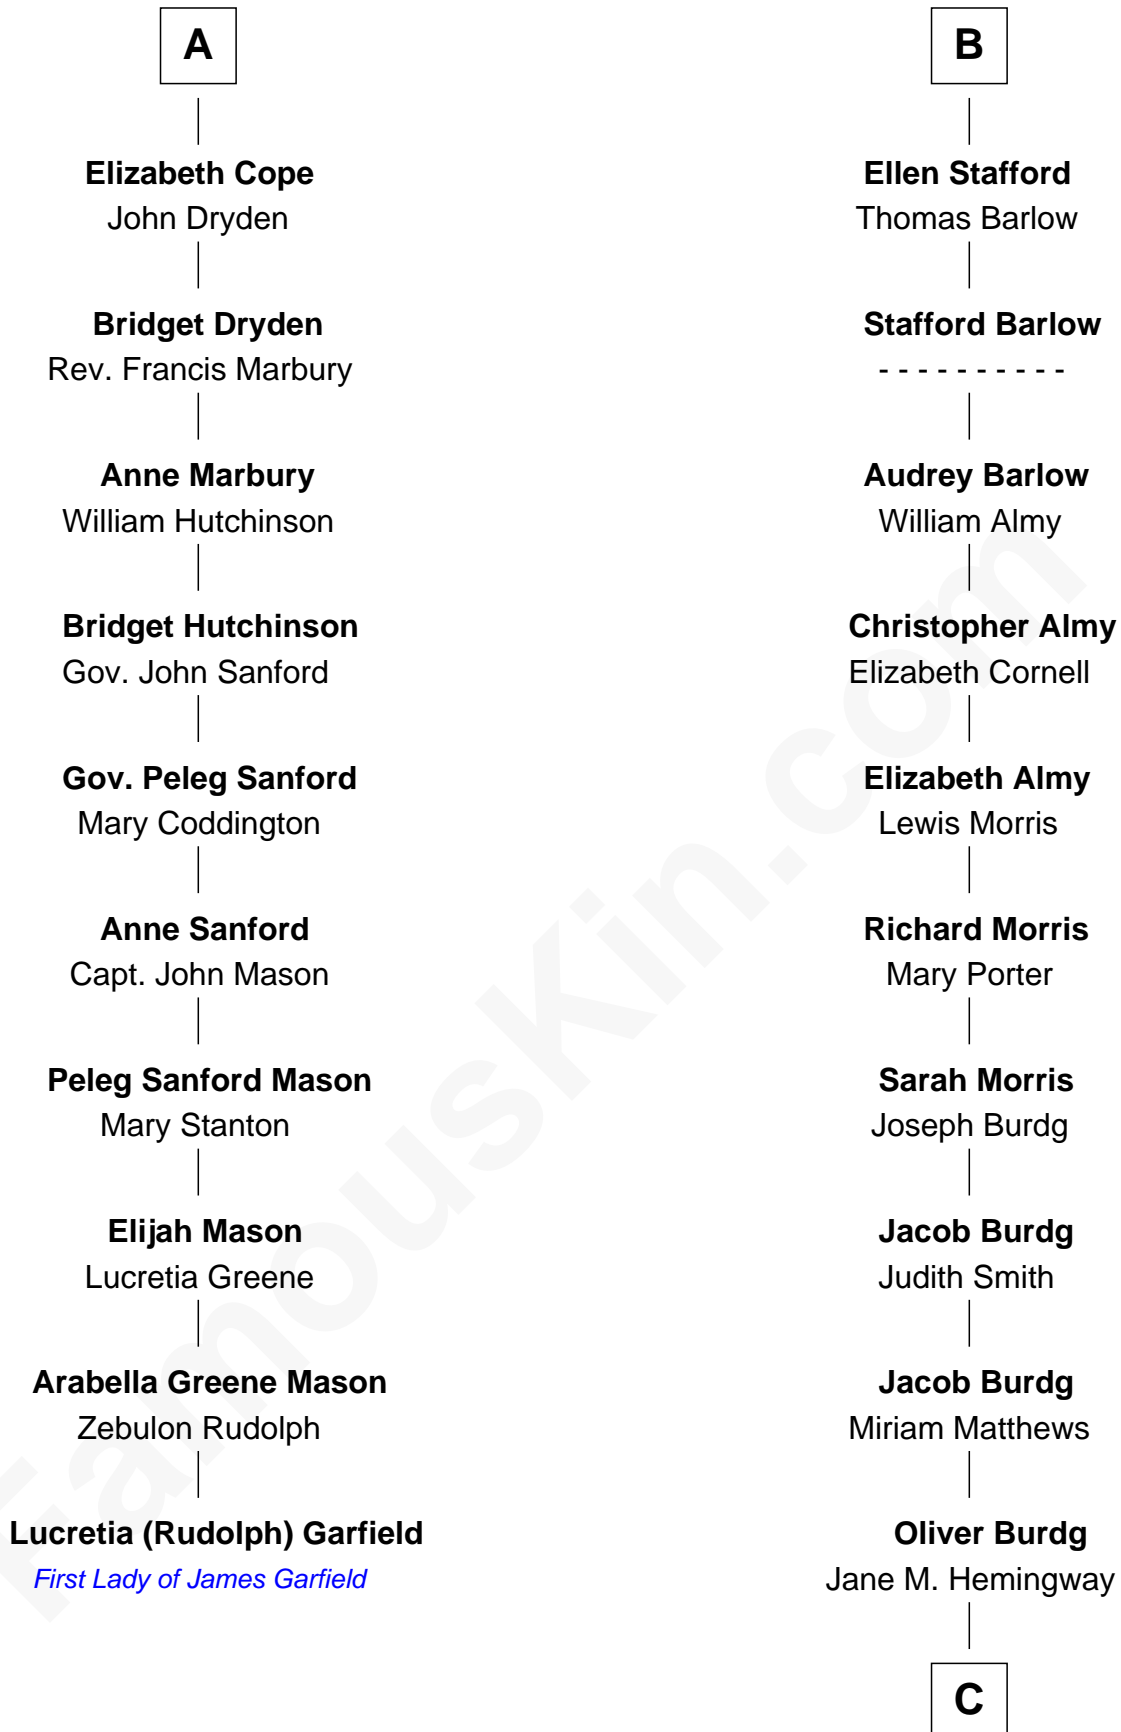 A
Elizabeth Cope
John Dryden
Bridget Dryden
Rev. Francis Marbury
Anne Marbury
William Hutchinson
Bridget Hutchinson
Gov. John Sanford
Gov. Peleg Sanford
Mary Coddington
Anne Sanford
Capt. John Mason
Peleg Sanford Mason
Mary Stanton
Elijah Mason
Lucretia Greene
Arabella Greene Mason
Zebulon Rudolph
Lucretia (Rudolph) Garfield
First Lady of James Garfield
B
Ellen Stafford
Thomas Barlow
Stafford Barlow
- - - - - - - - - -
Audrey Barlow
William Almy
Christopher Almy
Elizabeth Cornell
Elizabeth Almy
Lewis Morris
Richard Morris
Mary Porter
Sarah Morris
Joseph Burdg
Jacob Burdg
Judith Smith
Jacob Burdg
Miriam Matthews
Oliver Burdg
Jane M. Hemingway
C
FamousKin.com